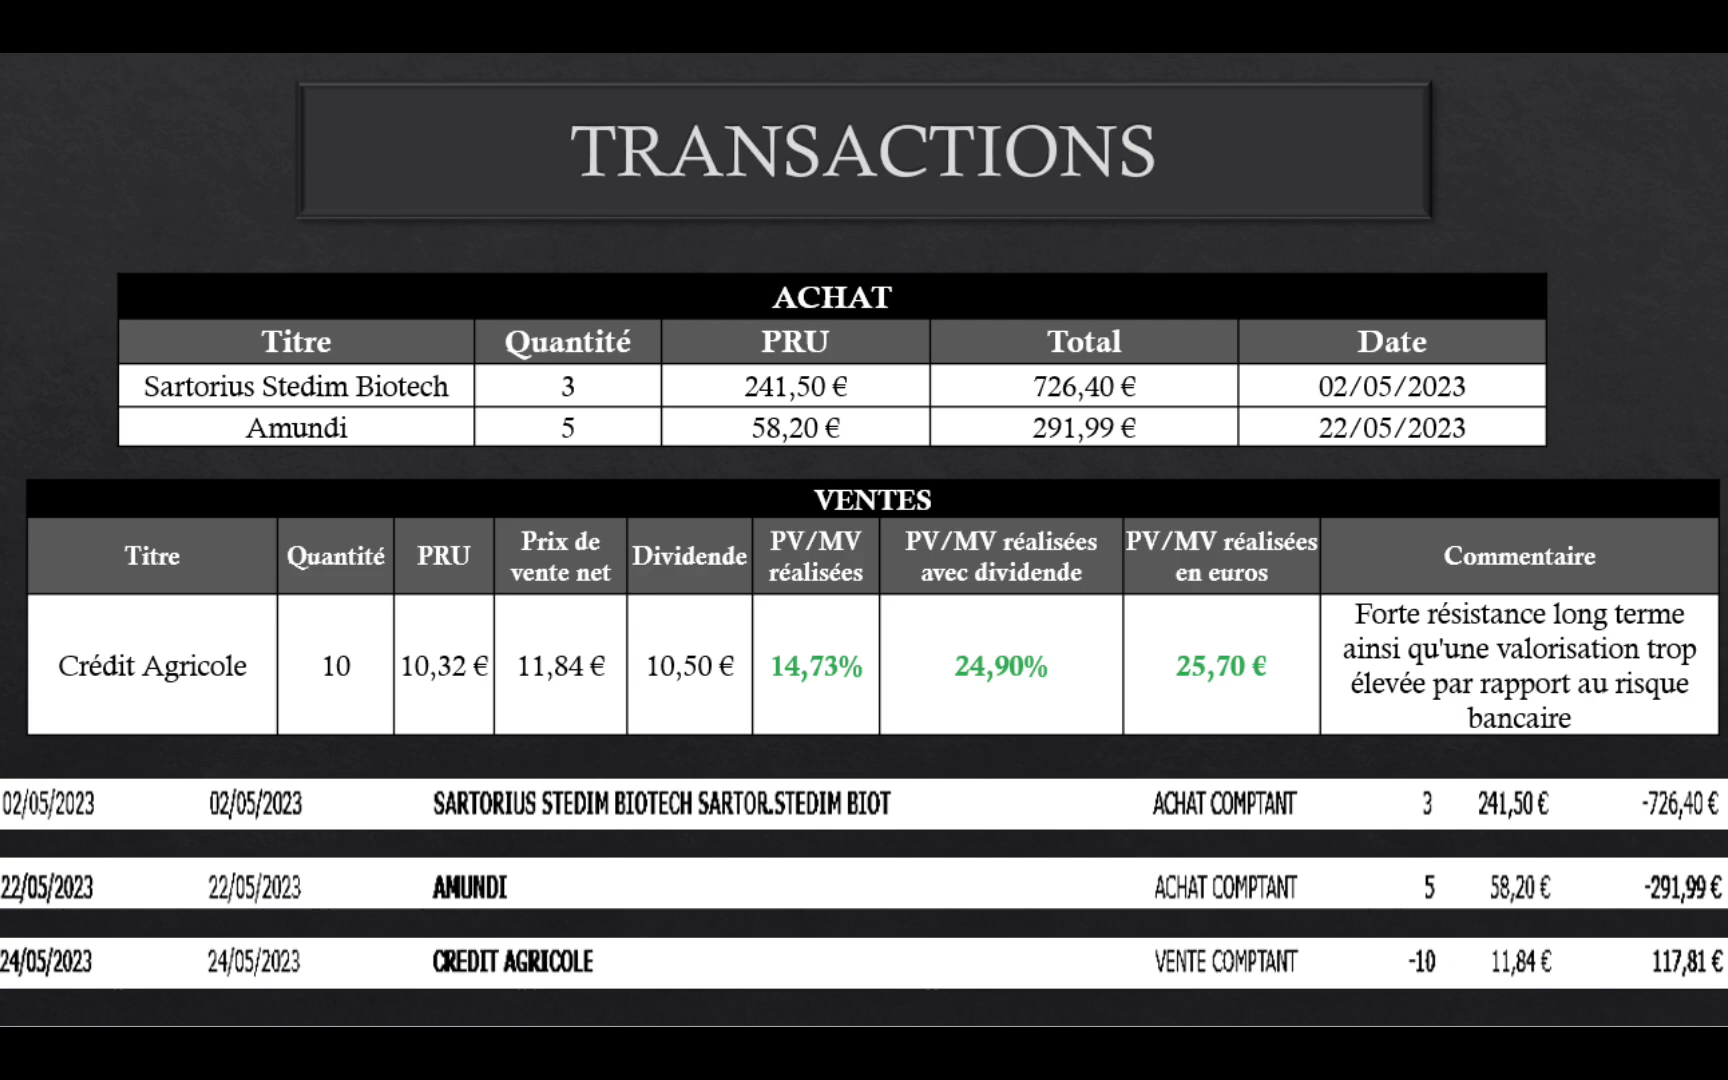 TRANSACTIONS
ACHAT
Titre Quantité PRU Total Date
Sartorius Stedim Biotech 3 241,50 € 726,40 € 02/05/2023
Amundi 5 58,20 € 291,99 € 22/05/2023
VENTES
Titre Quantité PRU Prix de vente net Dividende PV/MV réalisées PV/MV réalisées avec dividende PV/MV réalisées en euros Commentaire
Crédit Agricole 10 10,32 € 11,84 € 10,50 € 14,73% 24,90% 25,70 € Forte résistance long terme
ainsi qu'une valorisation trop
élevée par rapport au risque
bancaire
02/05/2023 02/05/2023 SARTORIUS STEDIM BIOTECH SARTOR.STEDIM BIOT ACHAT COMPTANT 3 241,50 € -726,40 €
22/05/2023 22/05/2023 AMUNDI ACHAT COMPTANT 5 58,20 € -291,99 €
24/05/2023 24/05/2023 CREDIT AGRICOLE VENTE COMPTANT -10 11,84 € 117,81 €